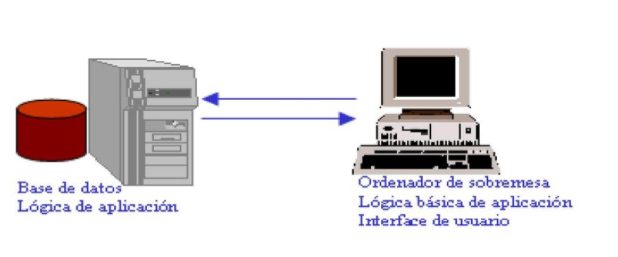 Base de datos
Lógica de aplicación
Ordenador de sobremesa
Lógica básica de aplicación
Interface de usuario